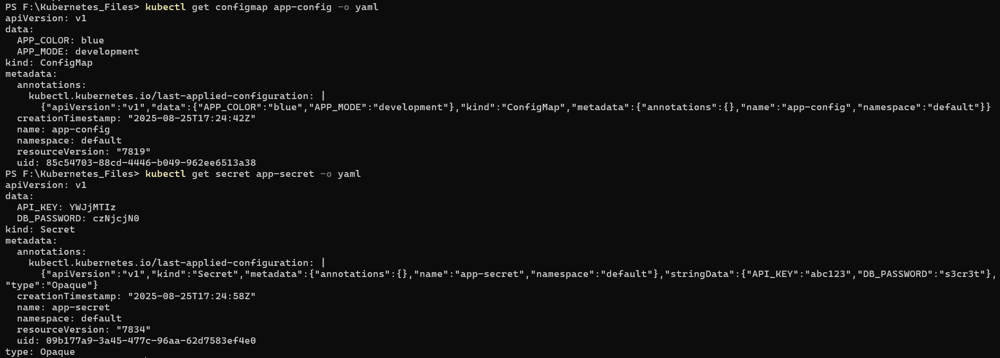 PS F:\Kubernetes_Files> kubectl get configmap app-config -o yaml
apiVersion: v1
data:
  APP_COLOR: blue
  APP_MODE: development
kind: ConfigMap
metadata:
  annotations:
    kubectl.kubernetes.io/last-applied-configuration: |
      {"apiVersion":"v1","data":{"APP_COLOR":"blue","APP_MODE":"development"},"kind":"ConfigMap","metadata":{"annotations":{},"name":"app-config","namespace":"default"}}
  creationTimestamp: "2025-08-25T17:24:42Z"
  name: app-config
  namespace: default
  resourceVersion: "7819"
  uid: 85c54703-88cd-4446-b049-962ee6513a38
PS F:\Kubernetes_Files> kubectl get secret app-secret -o yaml
apiVersion: v1
data:
  API_KEY: YWJjMTIz
  DB_PASSWORD: czNjcjN0
kind: Secret
metadata:
  annotations:
    kubectl.kubernetes.io/last-applied-configuration: |
      {"apiVersion":"v1","kind":"Secret","metadata":{"annotations":{},"name":"app-secret","namespace":"default"},"stringData":{"API_KEY":"abc123","DB_PASSWORD":"s3cr3t"},
"type":"Opaque"}
  creationTimestamp: "2025-08-25T17:24:58Z"
  name: app-secret
  namespace: default
  resourceVersion: "7834"
  uid: 09b177a9-3a45-477c-96aa-62d7583ef4e0
type: Opaque